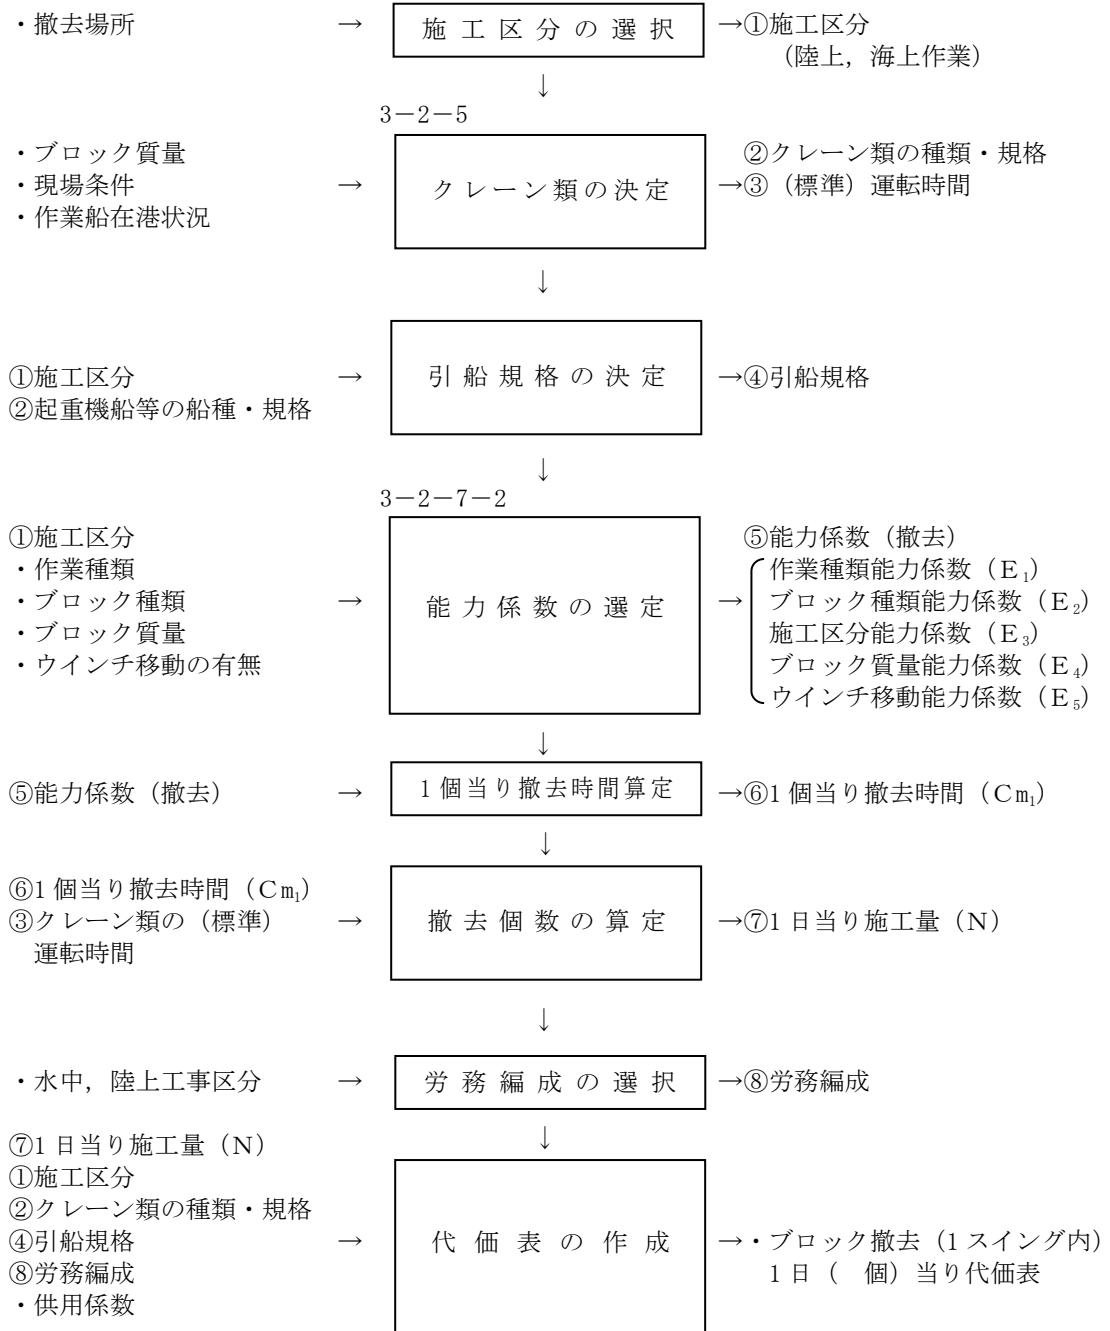 ・撤去場所 → 施工区分の選択 →①施工区分
（陸上，海上作業）
↓
3－2－5
・ブロック質量 ②クレーン類の種類・規格
・現場条件 → クレーン類の決定 →③（標準）運転時間
・作業船在港状況
↓
①施工区分 → 引船規格の決定 →④引船規格
②起重機船等の船種・規格
↓
3－2－7－2
①施工区分 ⑤能力係数（撤去）
・作業種類 作業種類能力係数（E₁）
・ブロック種類 → 能力係数の選定 → ブロック種類能力係数（E₂）
・ブロック質量 施工区分能力係数（E₃）
・ウインチ移動の有無 ブロック質量能力係数（E₄）
ウインチ移動能力係数（E₅）
↓
⑤能力係数（撤去） → 1個当り撤去時間算定 →⑥1個当り撤去時間（Cm₁）
↓
⑥1個当り撤去時間（Cm₁）
③クレーン類の（標準） → 撤去個数の算定 →⑦1日当り施工量（N）
運転時間
↓
・水中，陸上工事区分 → 労務編成の選択 →⑧労務編成
↓
⑦1日当り施工量（N）
①施工区分
②クレーン類の種類・規格
④引船規格 → 代価表の作成 →・ブロック撤去（1スイング内）
⑧労務編成 1日（　個）当り代価表
・供用係数